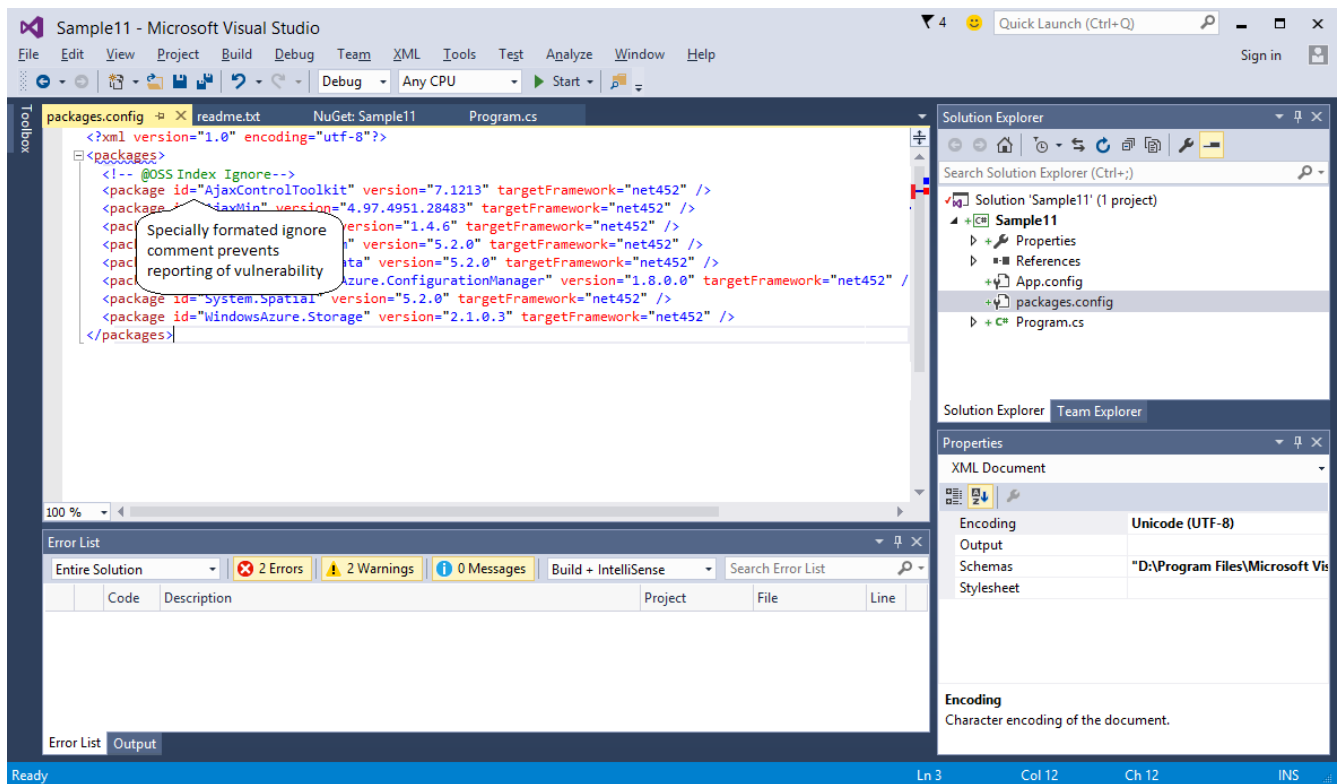 Sample11 - Microsoft Visual Studio
4
Quick Launch (Ctrl+Q)
File Edit View Project Build Debug Team XML Tools Test Analyze Window Help
Sign in
Debug Any CPU Start
Toolbox
packages.config readme.txt NuGet: Sample11 Program.cs
<?xml version="1.0" encoding="utf-8"?>
<packages>
<!-- @OSS Index Ignore-->
<package id="AjaxControlToolkit" version="7.1213" targetFramework="net452" />
<package version="4.97.4951.28483" targetFramework="net452" />
<pac version="1.4.6" targetFramework="net452" />
<pac " version="5.2.0" targetFramework="net452" />
<pac ata" version="5.2.0" targetFramework="net452" />
<pac Azure.ConfigurationManager" version="1.8.0.0" targetFramework="net452" /
<package id="System.Spatial" version="5.2.0" targetFramework="net452" />
<package id="WindowsAzure.Storage" version="2.1.0.3" targetFramework="net452" />
</packages>
Specially formated ignore
comment prevents
reporting of vulnerability
100 %
Error List
Entire Solution 2 Errors 2 Warnings 0 Messages Build + IntelliSense Search Error List
Code Description Project File Line
Error List Output
Solution Explorer
Search Solution Explorer (Ctrl+;)
Solution 'Sample11' (1 project)
Sample11
Properties
References
App.config
packages.config
Program.cs
Solution Explorer Team Explorer
Properties
XML Document
Encoding Unicode (UTF-8)
Output
Schemas "D:\Program Files\Microsoft Vis
Stylesheet
Encoding
Character encoding of the document.
Ready Ln 3 Col 12 Ch 12 INS